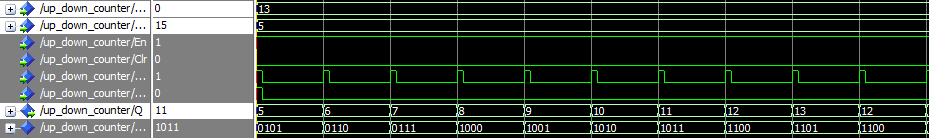 /up_down_counter/... 0 13
/up_down_counter/... 15 5
/up_down_counter/En 1
/up_down_counter/Clr 0
/up_down_counter/... 1
/up_down_counter/... 0
/up_down_counter/Q 11 5 6 7 8 9 10 11 12 13 12
/up_down_counter/... 1011 0101 0110 0111 1000 1001 1010 1011 1100 1101 1100